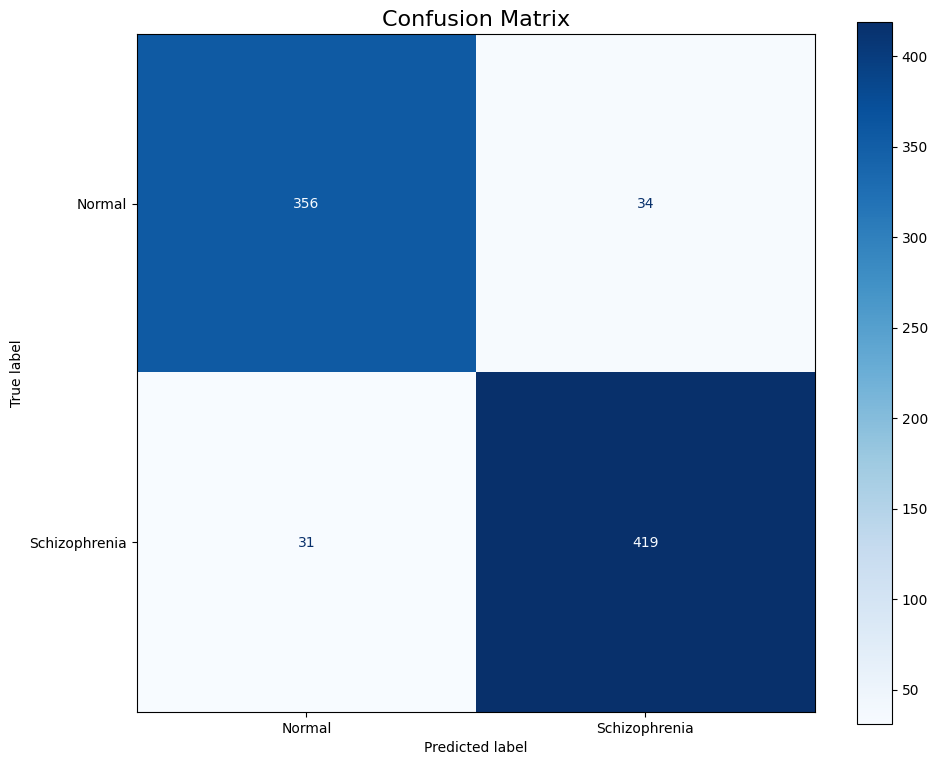 Confusion Matrix
True label
Normal
356
34
Schizophrenia
31
419
Normal
Schizophrenia
Predicted label
400
350
300
250
200
150
100
50